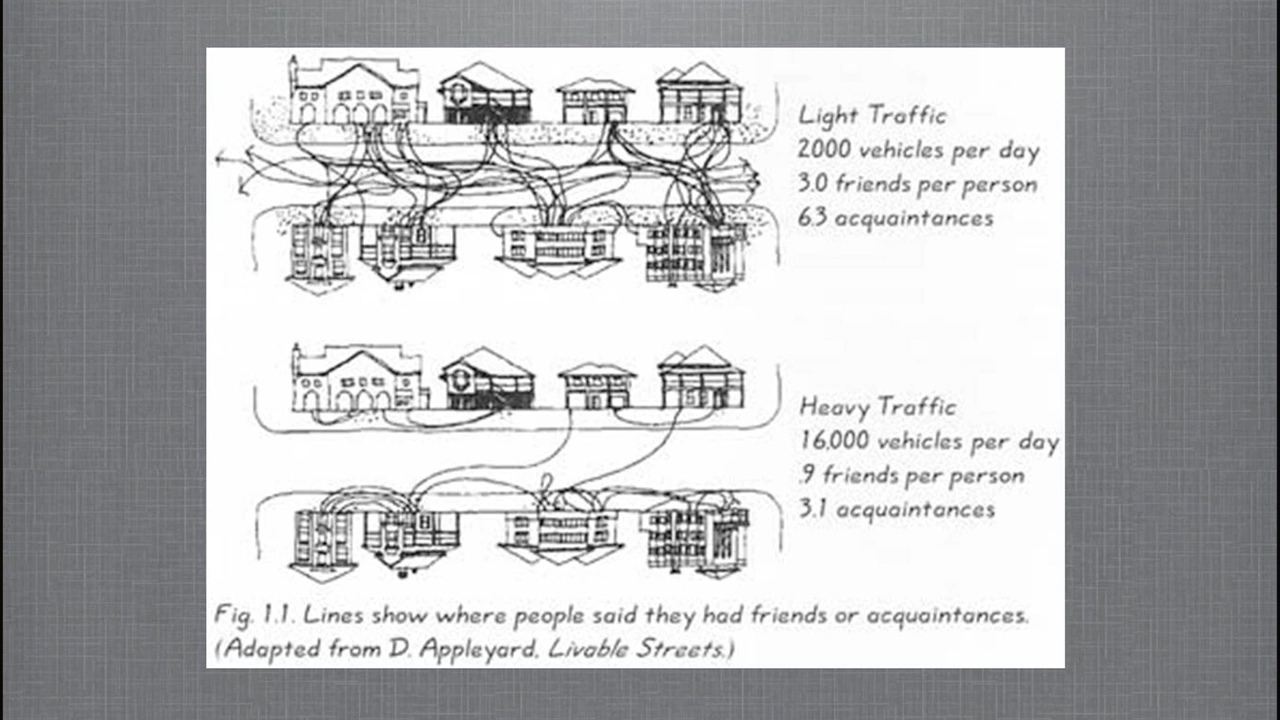 Light Traffic
2000 vehicles per day
3.0 friends per person
6.3 acquaintances
Heavy Traffic
16,000 vehicles per day
.9 friends per person
3.1 acquaintances
Fig. 1.1. Lines show where people said they had friends or acquaintances.
(Adapted from D. Appleyard, Livable Streets.)